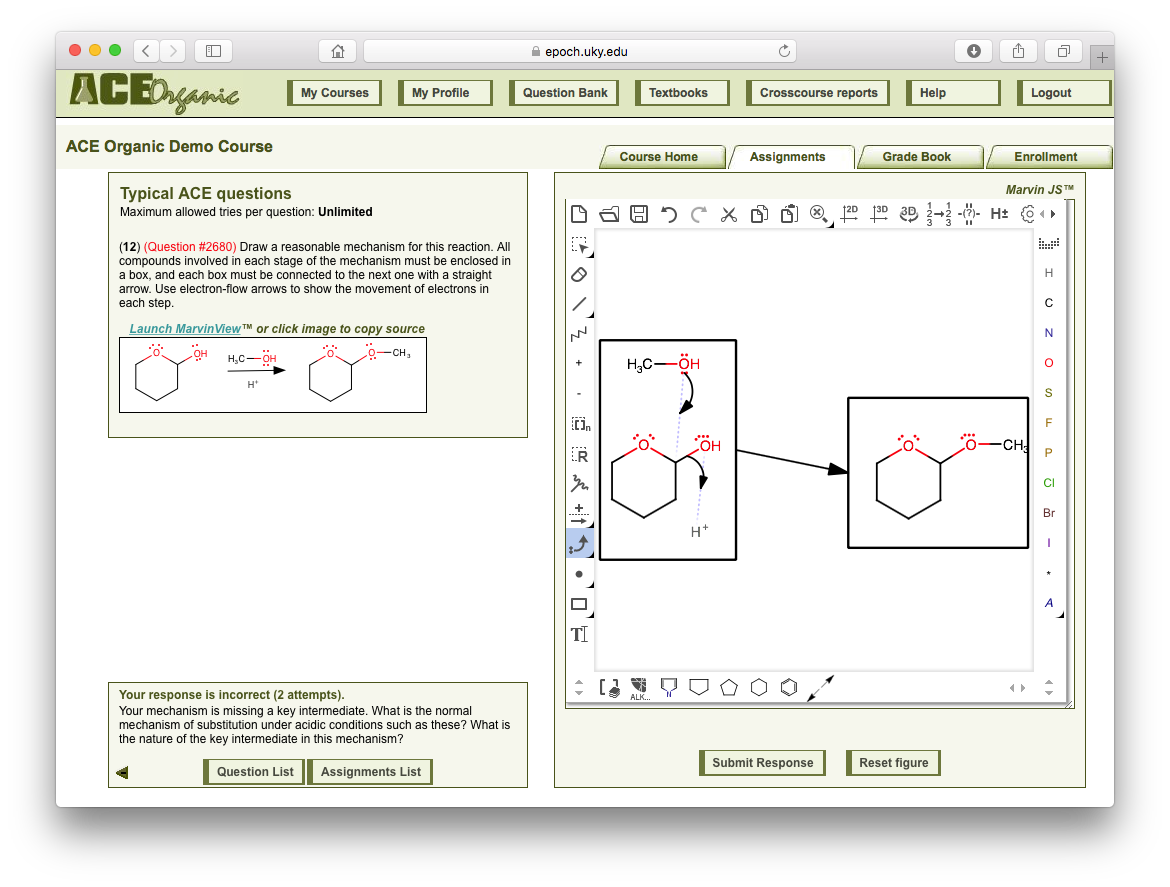 epoch.uky.edu
ACE Organic
My Courses
My Profile
Question Bank
Textbooks
Crosscourse reports
Help
Logout
ACE Organic Demo Course
Course Home
Assignments
Grade Book
Enrollment
Typical ACE questions
Maximum allowed tries per question: Unlimited
(12) (Question #2680) Draw a reasonable mechanism for this reaction. All
compounds involved in each stage of the mechanism must be enclosed in
a box, and each box must be connected to the next one with a straight
arrow. Use electron-flow arrows to show the movement of electrons in
each step.
Launch MarvinView™ or click image to copy source
O OH
H₃C OH
H⁺
O O CH₃
Your response is incorrect (2 attempts).
Your mechanism is missing a key intermediate. What is the normal
mechanism of substitution under acidic conditions such as these? What is
the nature of the key intermediate in this mechanism?
Question List
Assignments List
Marvin JS™
2D
3D
3D
1 2 3 → 1 2 3
(?)
H±
[]n
R
T
H₃C OH
O OH
H⁺
O O CH₃
H
C
N
O
S
F
P
Cl
Br
I
*
A
ALK...
N
Submit Response
Reset figure